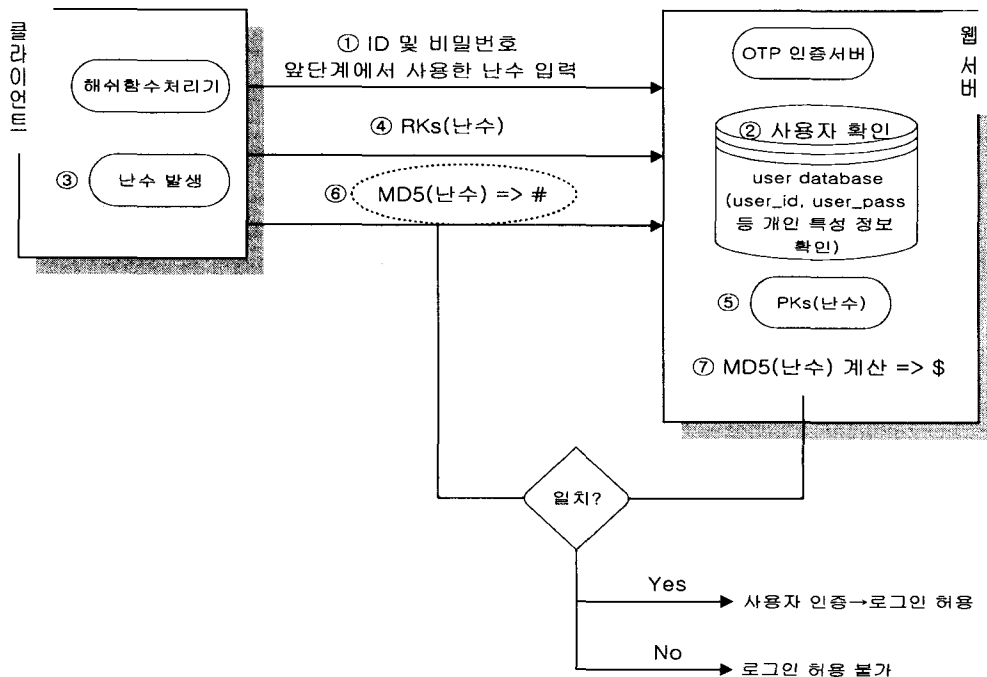 클라이언트
① ID 및 비밀번호
앞단계에서 사용한 난수 입력
해쉬함수처리기
④ RKs(난수)
③ 난수 발생
⑥ MD5(난수) => #
웹 서버
OTP 인증서버
② 사용자 확인
user database
(user_id, user_pass
등 개인 특성 정보
확인)
⑤ PKs(난수)
⑦ MD5(난수) 계산 => $
일치?
Yes
사용자 인증→로그인 허용
No
로그인 허용 불가